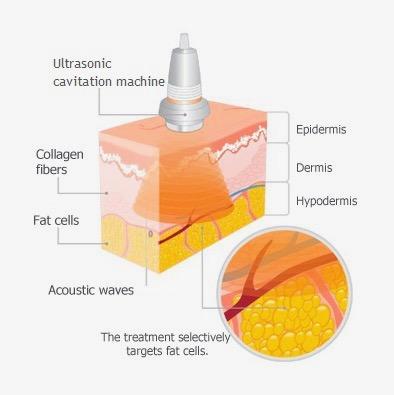 Ultrasonic
cavitation machine
Epidermis
Collagen
fibers
Dermis
Hypodermis
Fat cells
Acoustic waves
The treatment selectively
targets fat cells.